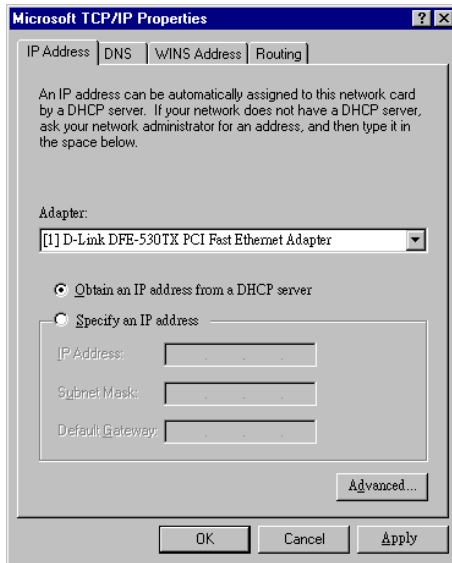 Microsoft TCP/IP Properties
IP Address
DNS
WINS Address
Routing
An IP address can be automatically assigned to this network card
by a DHCP server. If your network does not have a DHCP server,
ask your network administrator for an address, and then type it in
the space below.
Adapter:
[1] D-Link DFE-530TX PCI Fast Ethernet Adapter
Obtain an IP address from a DHCP server
Specify an IP address
IP Address:
Subnet Mask:
Default Gateway:
Advanced...
OK
Cancel
Apply